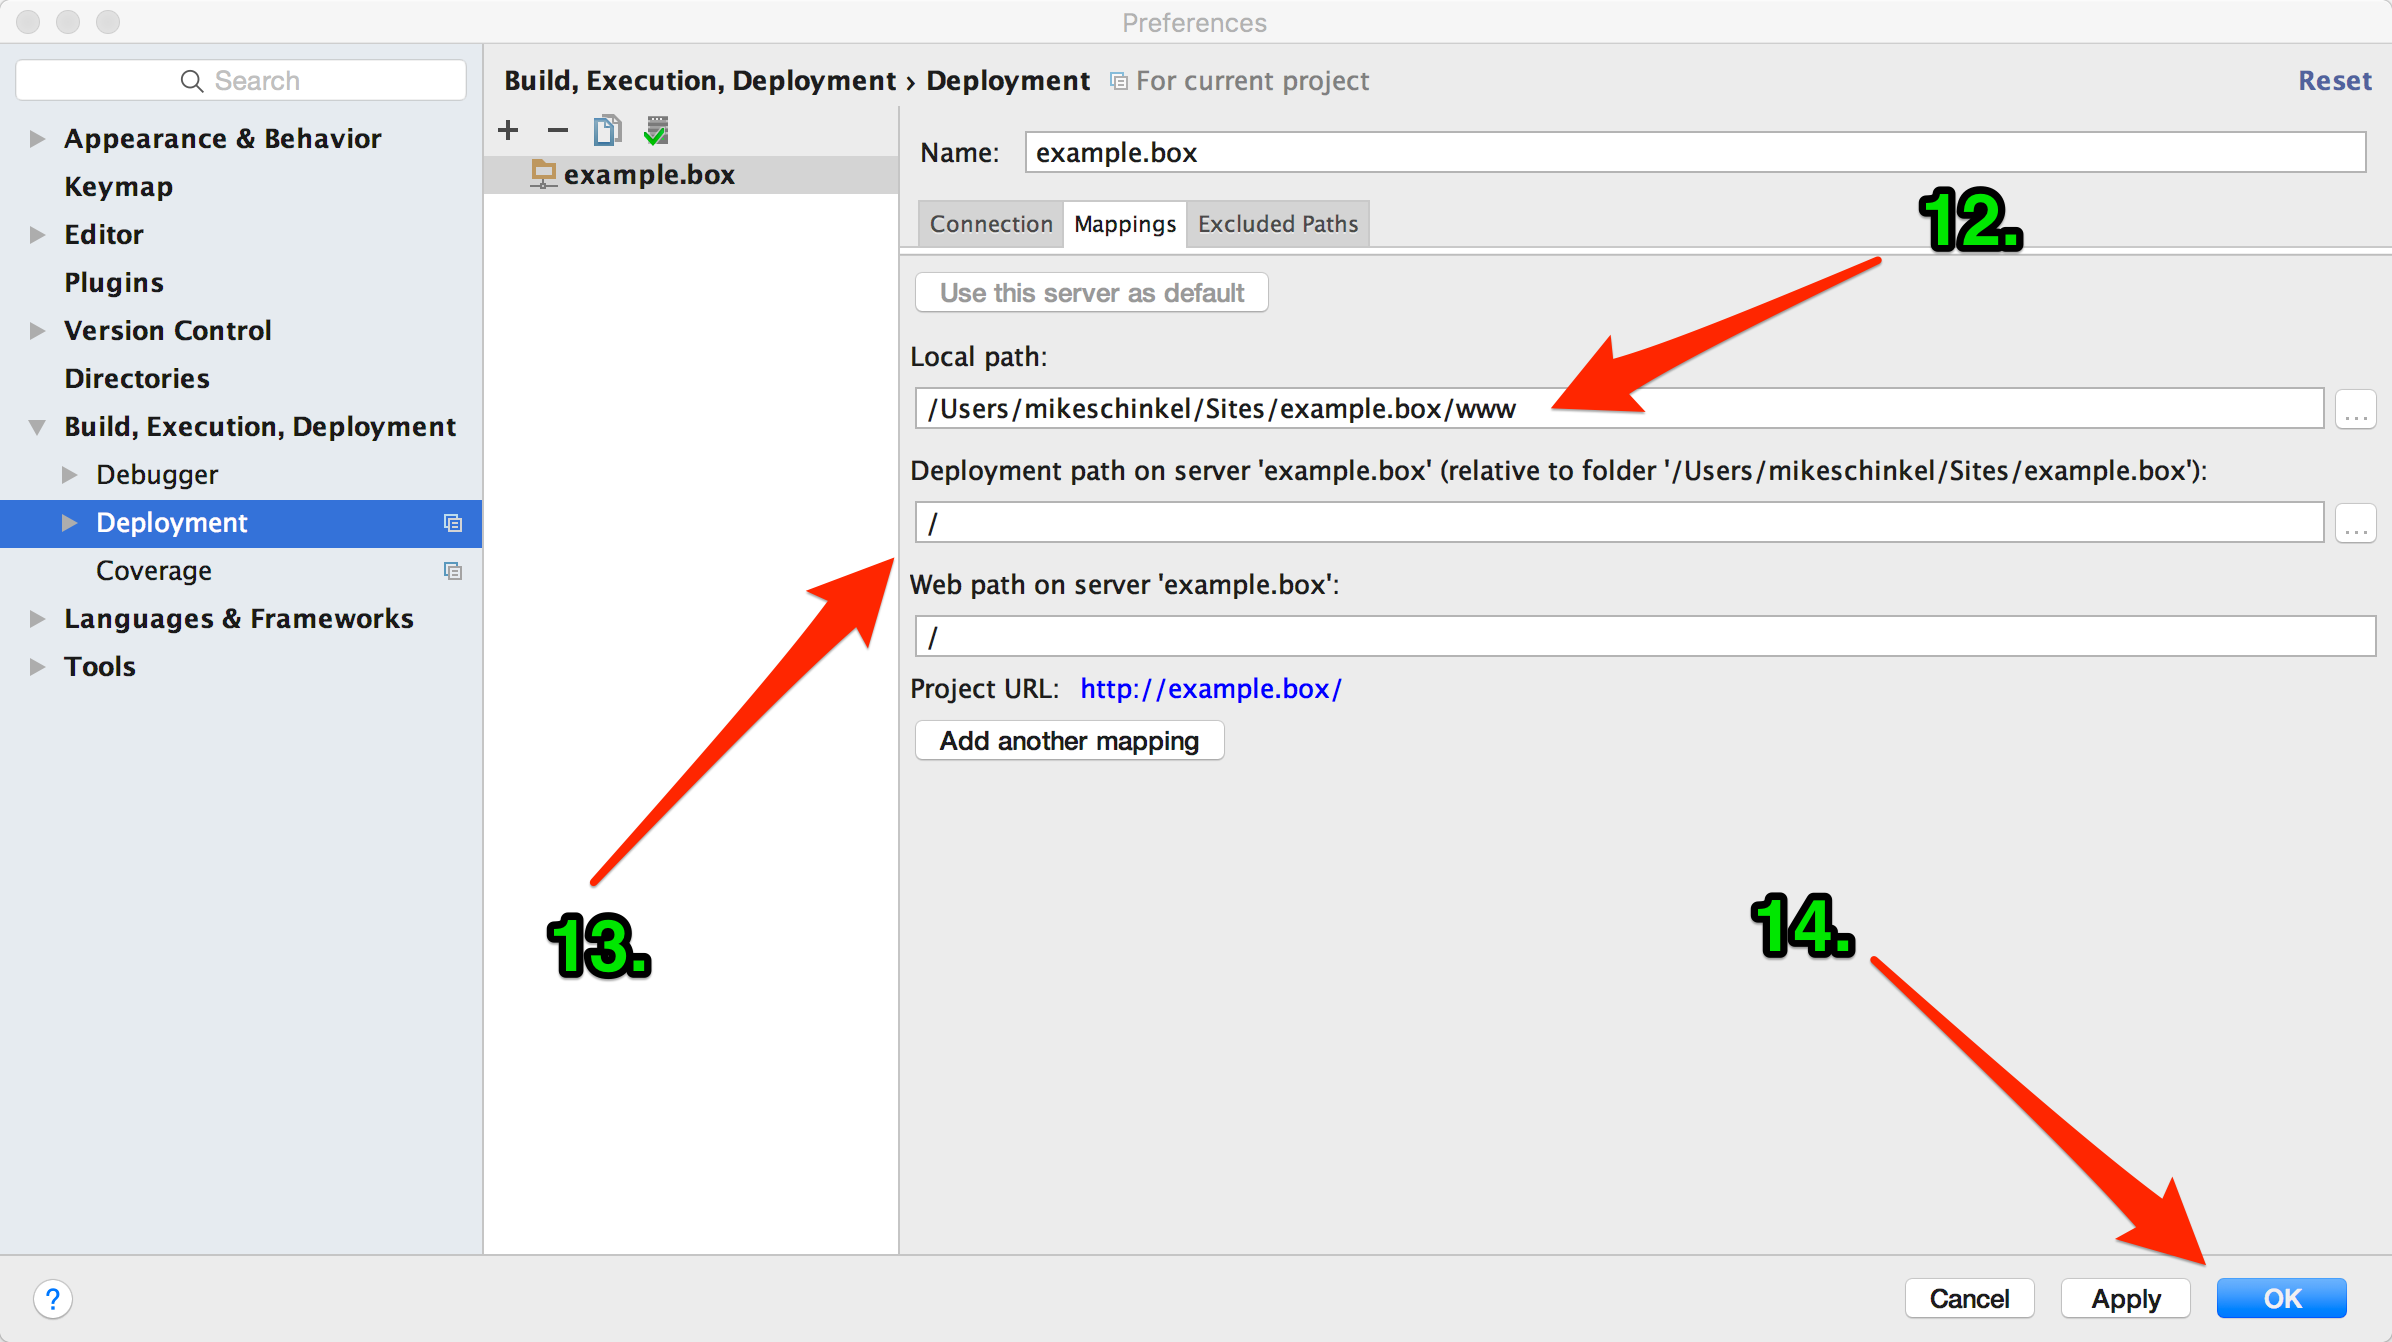 Preferences
Search
Appearance & Behavior
Keymap
Editor
Plugins
Version Control
Directories
Build, Execution, Deployment
Debugger
Deployment
Coverage
Languages & Frameworks
Tools
Build, Execution, Deployment › Deployment For current project Reset
example.box
Name: example.box
Connection Mappings Excluded Paths
12.
Use this server as default
Local path:
/Users/mikeschinkel/Sites/example.box/www ...
Deployment path on server 'example.box' (relative to folder '/Users/mikeschinkel/Sites/example.box'):
/ ...
Web path on server 'example.box':
/
Project URL: http://example.box/
Add another mapping
13.
14.
? Cancel Apply OK